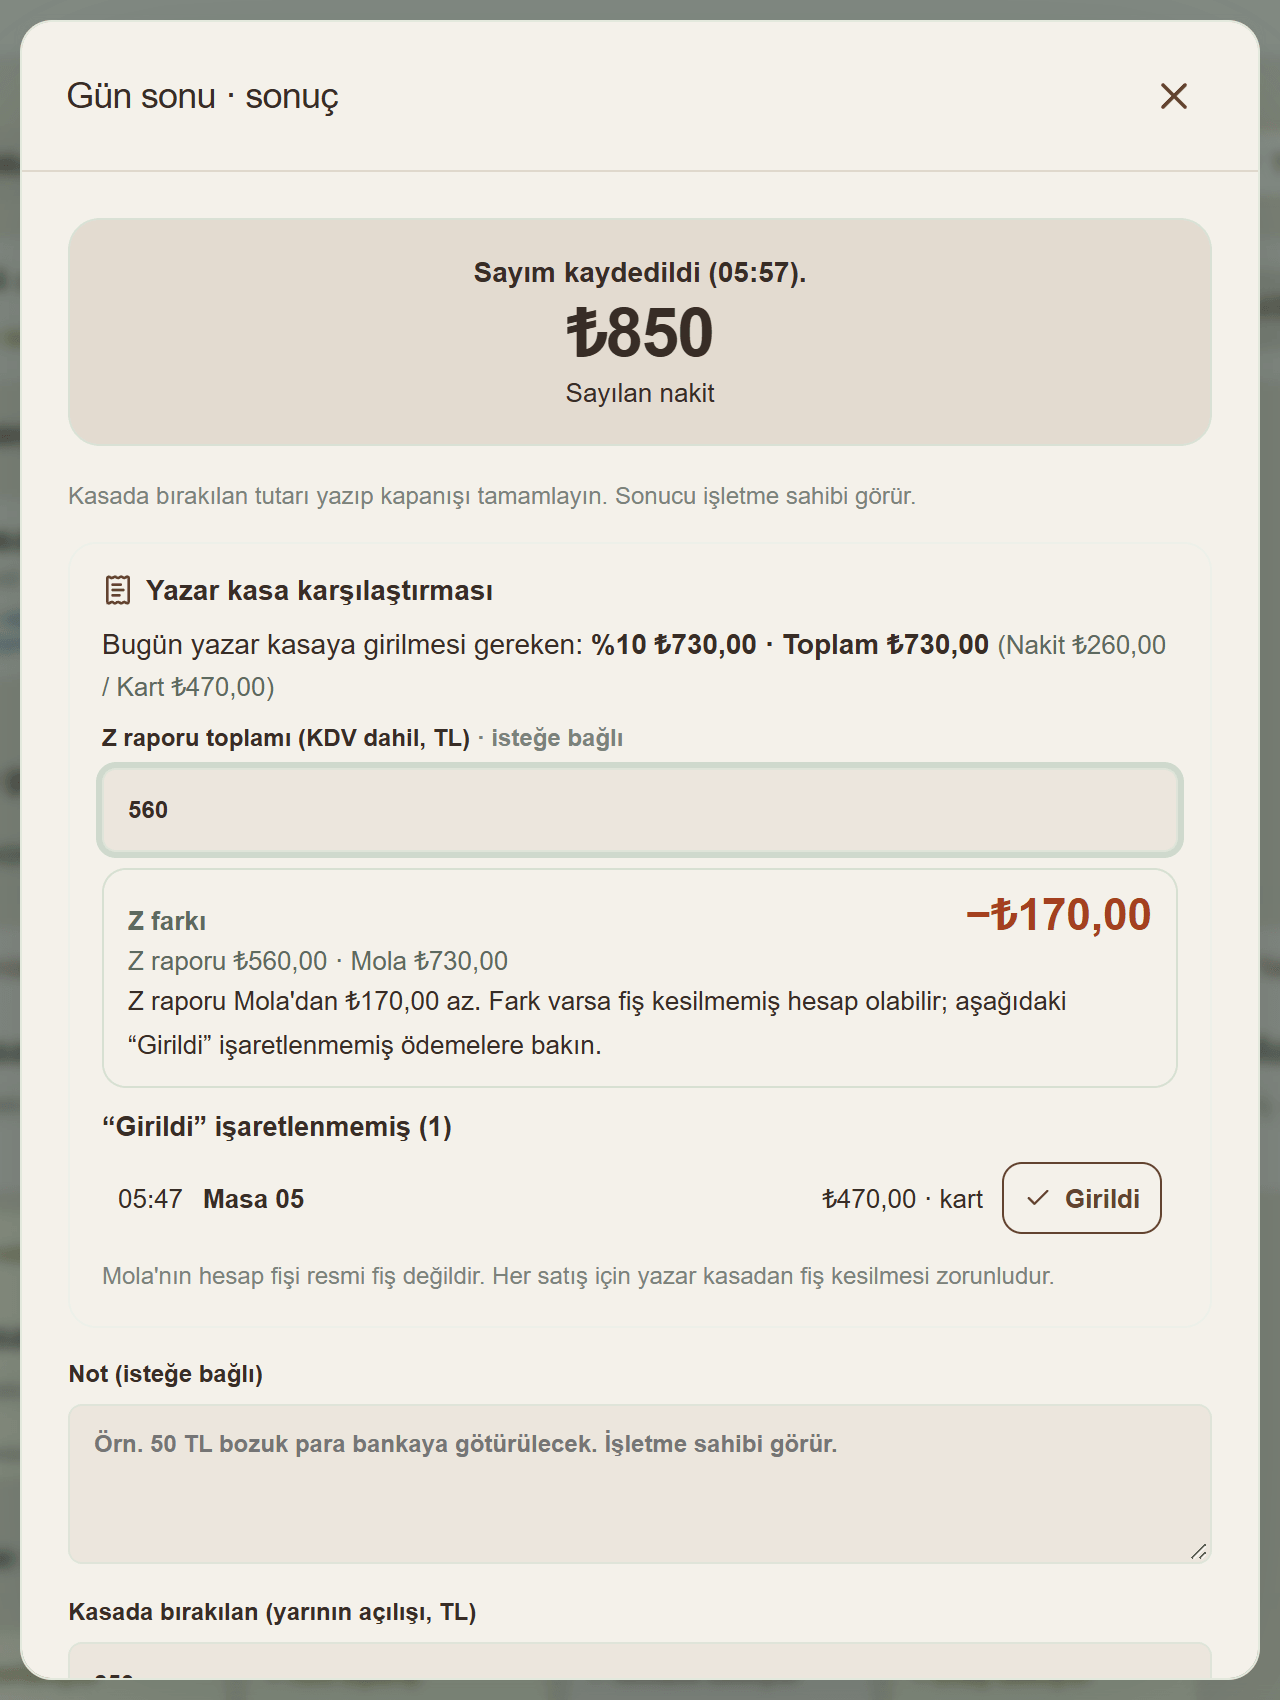 Gün sonu · sonuç
Sayım kaydedildi (05:57).
₺850
Sayılan nakit
Kasada bırakılan tutarı yazıp kapanışı tamamlayın. Sonucu işletme sahibi görür.
Yazar kasa karşılaştırması
Bugün yazar kasaya girilmesi gereken: %10 ₺730,00 · Toplam ₺730,00 (Nakit ₺260,00
/ Kart ₺470,00)
Z raporu toplamı (KDV dahil, TL) · isteğe bağlı
560
Z farkı
−₺170,00
Z raporu ₺560,00 · Mola ₺730,00
Z raporu Mola'dan ₺170,00 az. Fark varsa fiş kesilmemiş hesap olabilir; aşağıdaki
“Girildi” işaretlenmemiş ödemelere bakın.
“Girildi” işaretlenmemiş (1)
05:47 Masa 05
₺470,00 · kart
Girildi
Mola'nın hesap fişi resmi fiş değildir. Her satış için yazar kasadan fiş kesilmesi zorunludur.
Not (isteğe bağlı)
Örn. 50 TL bozuk para bankaya götürülecek. İşletme sahibi görür.
Kasada bırakılan (yarının açılışı, TL)